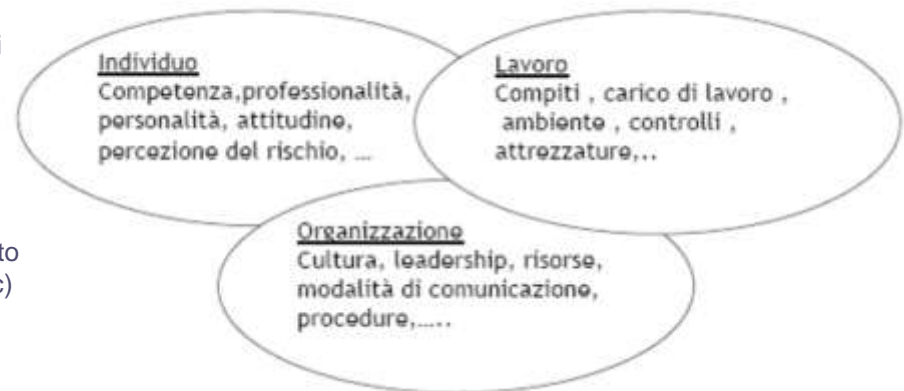 i
Individuo
Competenza,professionalità,
personalità, attitudine,
percezione del rischio, ...
Lavoro
Compiti , carico di lavoro ,
ambiente , controlli ,
attrezzature,..
to
c)
Organizzazione
Cultura, leadership, risorse,
modalità di comunicazione,
procedure,.....